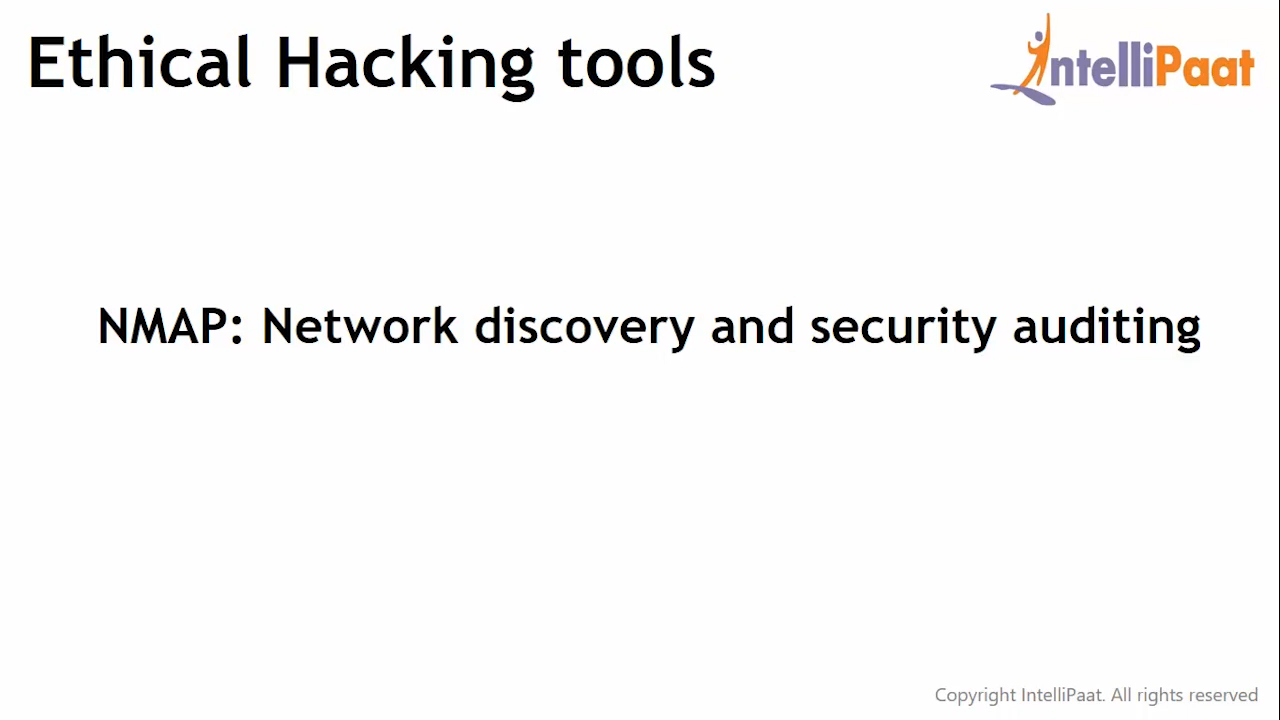 Ethical Hacking tools
IntelliPaat
NMAP: Network discovery and security auditing
Copyright IntelliPaat. All rights reserved